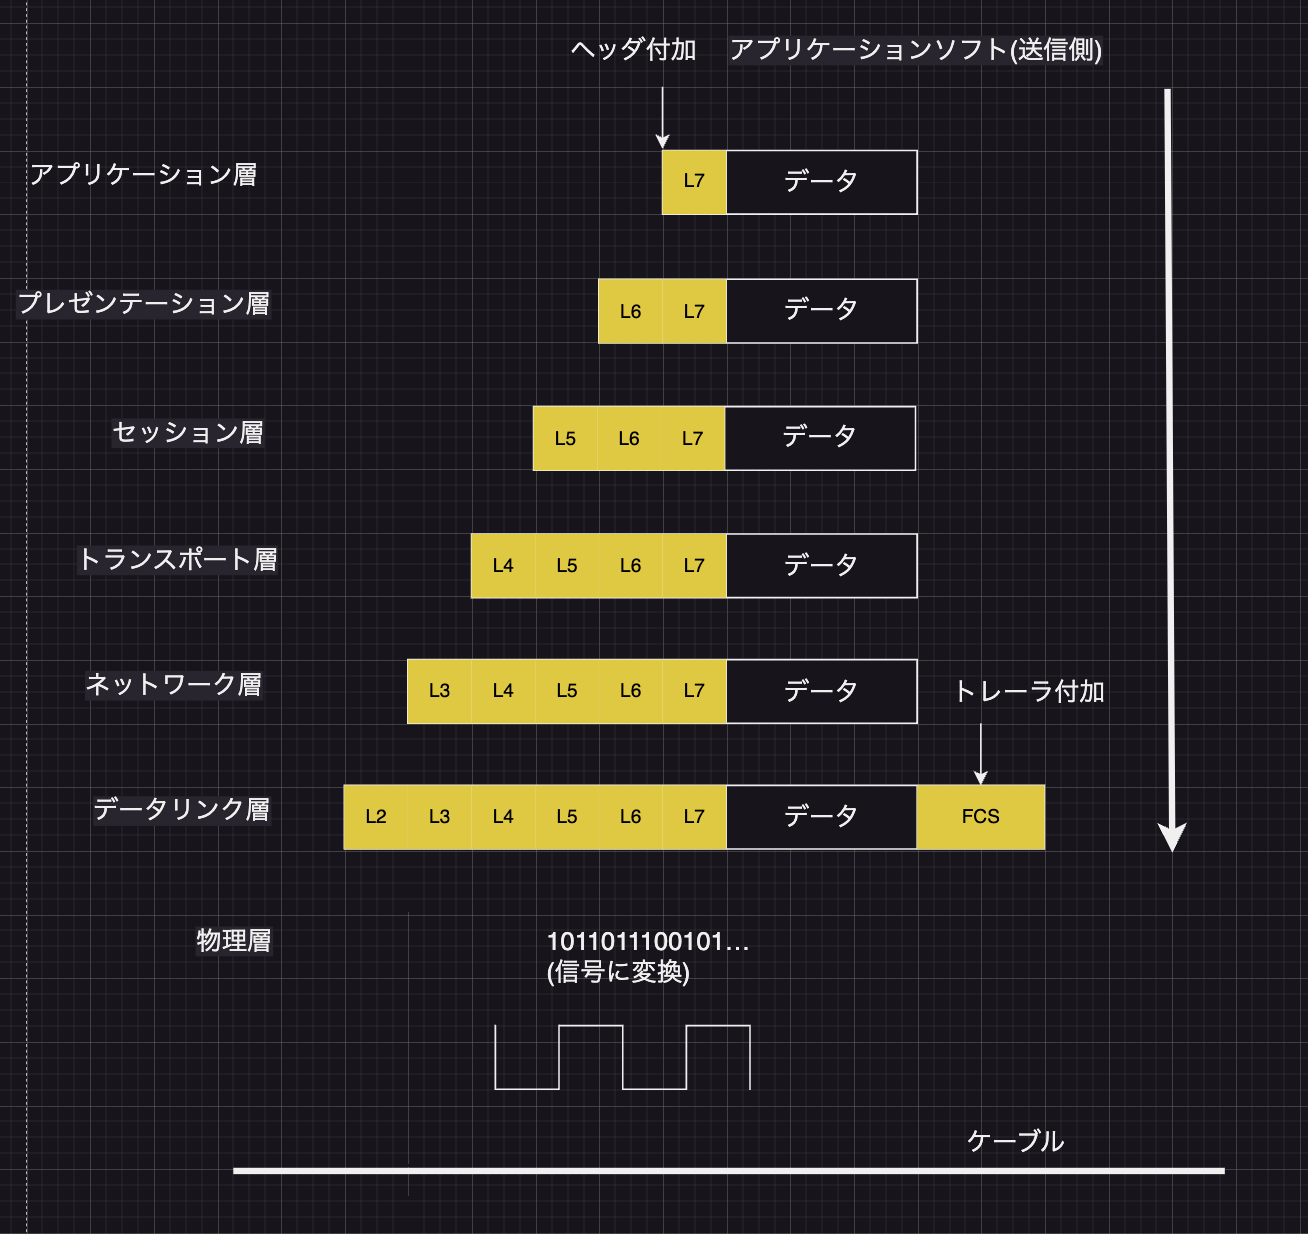 ヘッダ付加
アプリケーションソフト(送信側)
アプリケーション層
L7 データ
プレゼンテーション層
L6 L7 データ
セッション層
L5 L6 L7 データ
トランスポート層
L4 L5 L6 L7 データ
ネットワーク層
L3 L4 L5 L6 L7 データ
トレーラ付加
データリンク層
L2 L3 L4 L5 L6 L7 データ FCS
物理層
1011011100101...
(信号に変換)
ケーブル